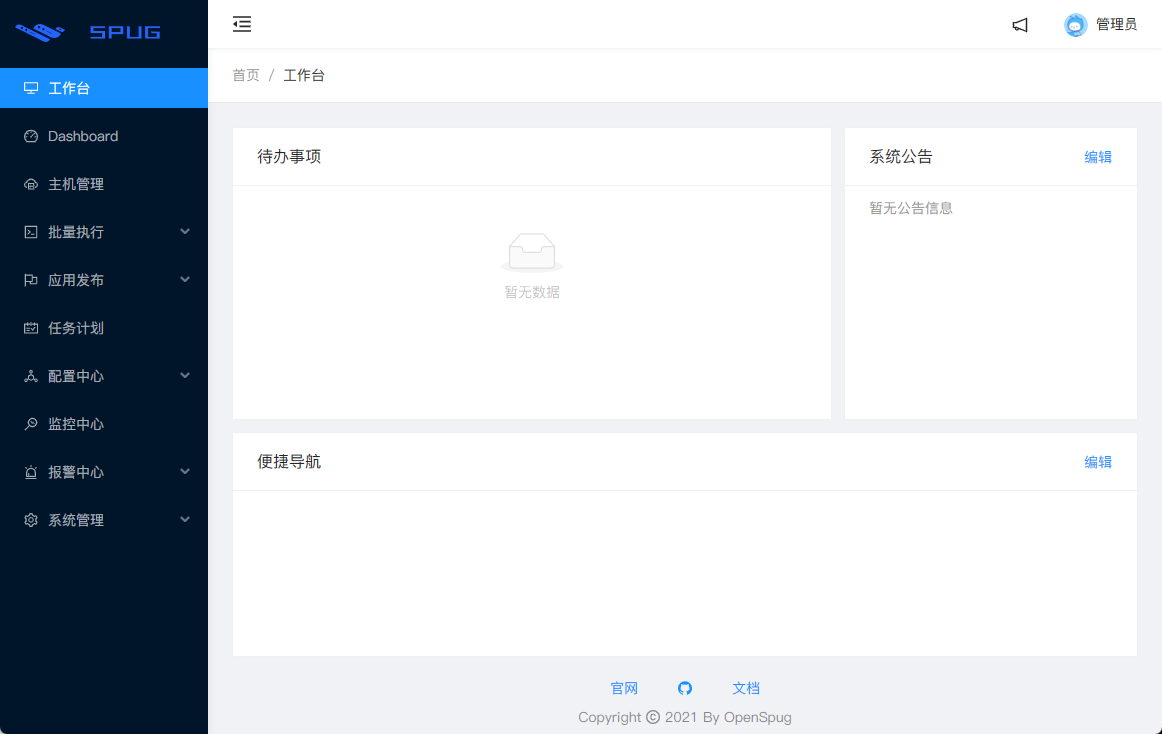 SPUG
管理员
首页 / 工作台
工作台
Dashboard
主机管理
批量执行
应用发布
任务计划
配置中心
监控中心
报警中心
系统管理
待办事项
暂无数据
系统公告 编辑
暂无公告信息
便捷导航 编辑
官网 文档
Copyright © 2021 By OpenSpug